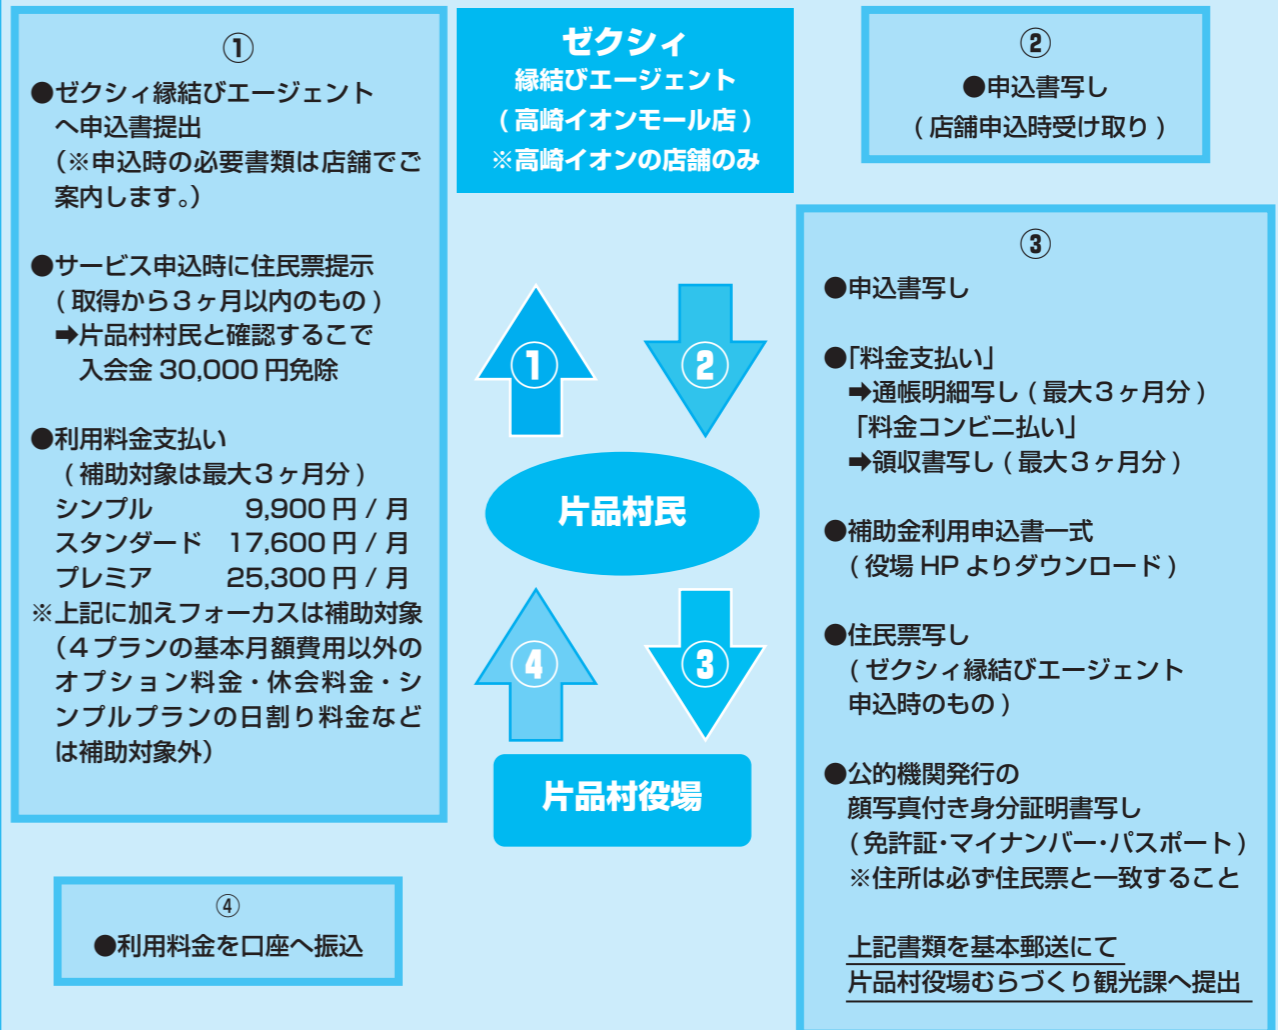 ①
●ゼクシィ縁結びエージェント
へ申込書提出
(※申込時の必要書類は店舗でご
案内します。)
●サービス申込時に住民票提示
(取得から3ヶ月以内のもの)
➡片品村村民と確認するこで
入会金 30,000 円免除
●利用料金支払い
(補助対象は最大3ヶ月分)
シンプル 9,900 円 / 月
スタンダード 17,600 円 / 月
プレミア 25,300 円 / 月
※上記に加えフォーカスは補助対象
(4プランの基本月額費用以外の
オプション料金・休会料金・シ
ンプルプランの日割り料金など
は補助対象外)
ゼクシィ
縁結びエージェント
(高崎イオンモール店)
※高崎イオンの店舗のみ
②
●申込書写し
(店舗申込時受け取り)
①
②
片品村民
④
③
片品村役場
③
●申込書写し
●「料金支払い」
➡通帳明細写し(最大3ヶ月分)
「料金コンビニ払い」
➡領収書写し(最大3ヶ月分)
●補助金利用申込書一式
(役場 HP よりダウンロード)
●住民票写し
(ゼクシィ縁結びエージェント
申込時のもの)
●公的機関発行の
顔写真付き身分証明書写し
(免許証・マイナンバー・パスポート)
※住所は必ず住民票と一致すること
上記書類を基本郵送にて
片品村役場むらづくり観光課へ提出
④
●利用料金を口座へ振込